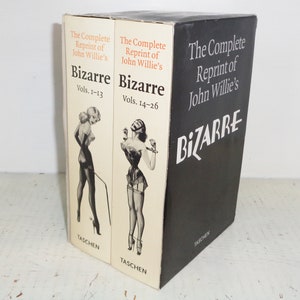 The Complete
Reprint of
John Willie's
Bizarre
Vols. 1–13
TASCHEN
The Complete
Reprint of
John Willie's
Bizarre
Vols. 14–26
TASCHEN
The Complete
Reprint of
John Willie's
BIZARRE
TASCHEN